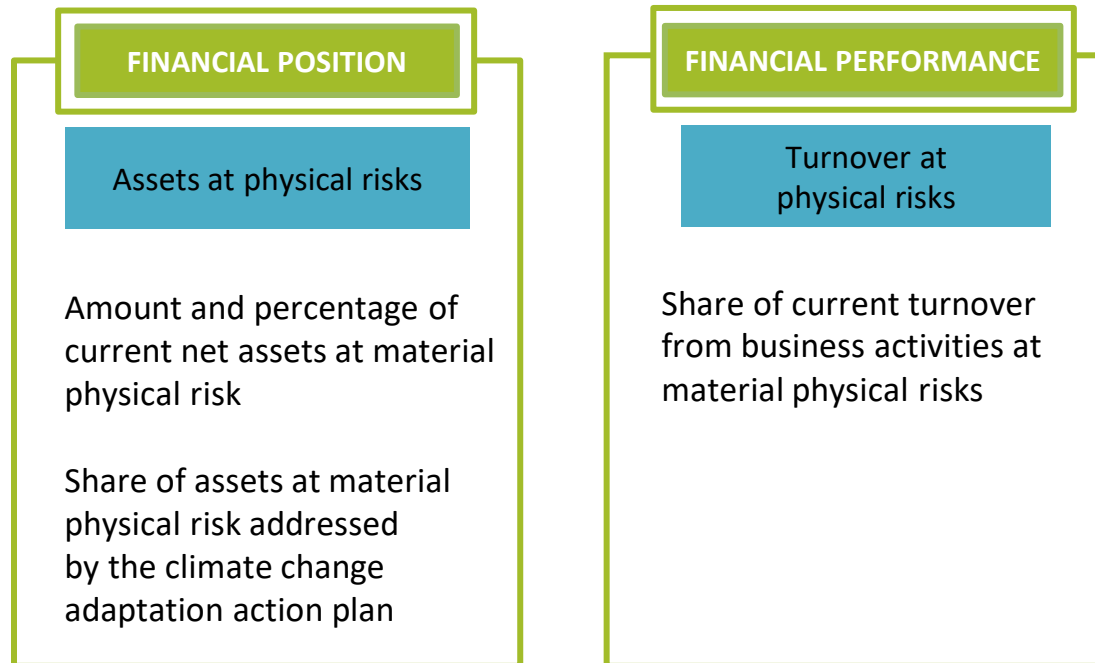 FINANCIAL POSITION
Assets at physical risks
Amount and percentage of
current net assets at material
physical risk
Share of assets at material
physical risk addressed
by the climate change
adaptation action plan
FINANCIAL PERFORMANCE
Turnover at
physical risks
Share of current turnover
from business activities at
material physical risks